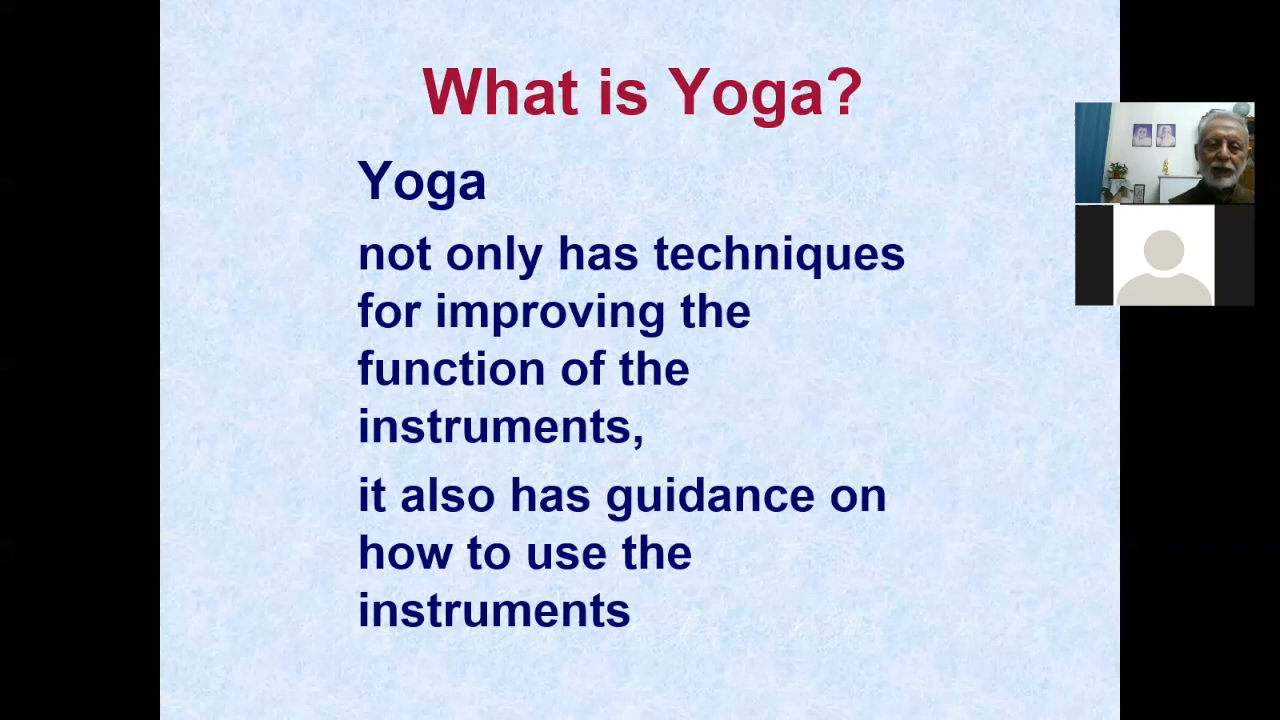 What is Yoga?
Yoga
not only has techniques
for improving the
function of the
instruments,
it also has guidance on
how to use the
instruments